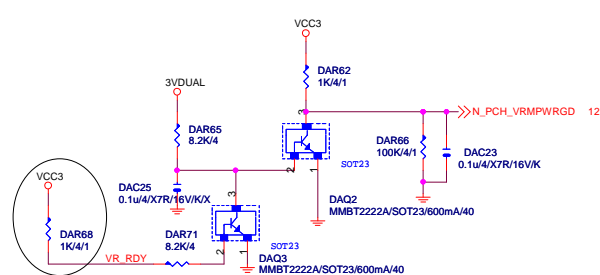 VCC3
DAR62
1K/4/1
3VDUAL
3
N_PCH_VRMPWRGD 12
DAR65
8.2K/4
DAR66
100K/4/1
DAC23
0.1u/4/X7R/16V/K
SOT23
2
1
VCC3
DAC25
0.1u/4/X7R/16V/K/X
3
DAQ2
MMBT2222A/SOT23/600mA/40
DAR68
1K/4/1
VR_RDY
DAR71
8.2K/4
SOT23
2
1
DAQ3
MMBT2222A/SOT23/600mA/40